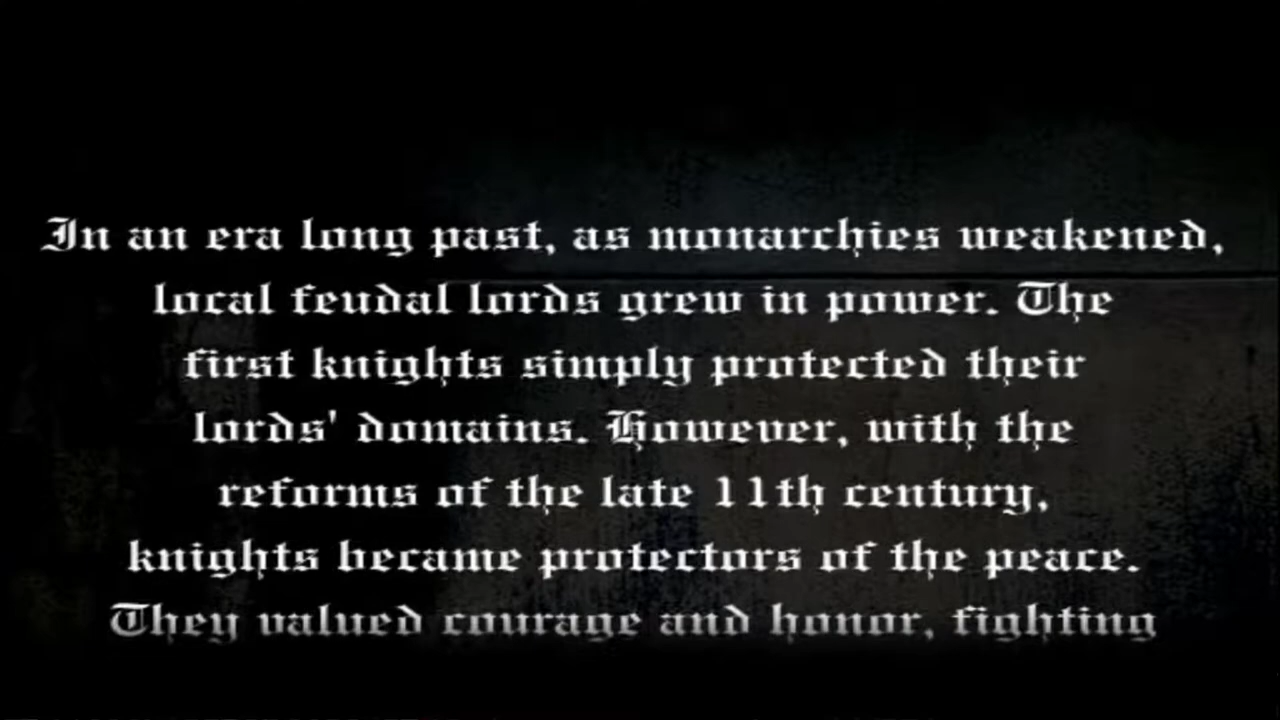 In an era long past, as monarchies weakened,
local feudal lords grew in power. The
first knights simply protected their
lords' domains. However, with the
reforms of the late 11th century,
knights became protectors of the peace.
They valued courage and honor, fighting